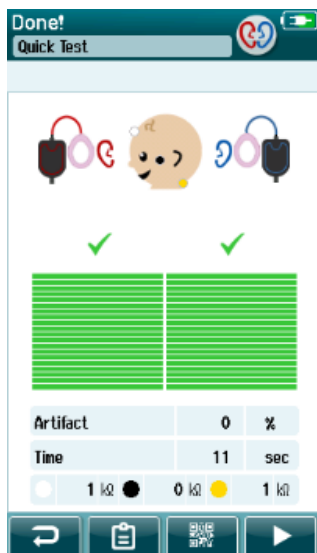 Done!
Quick Test
Artifact 0 %
Time 11 sec
1 kΩ 0 kΩ 1 kΩ